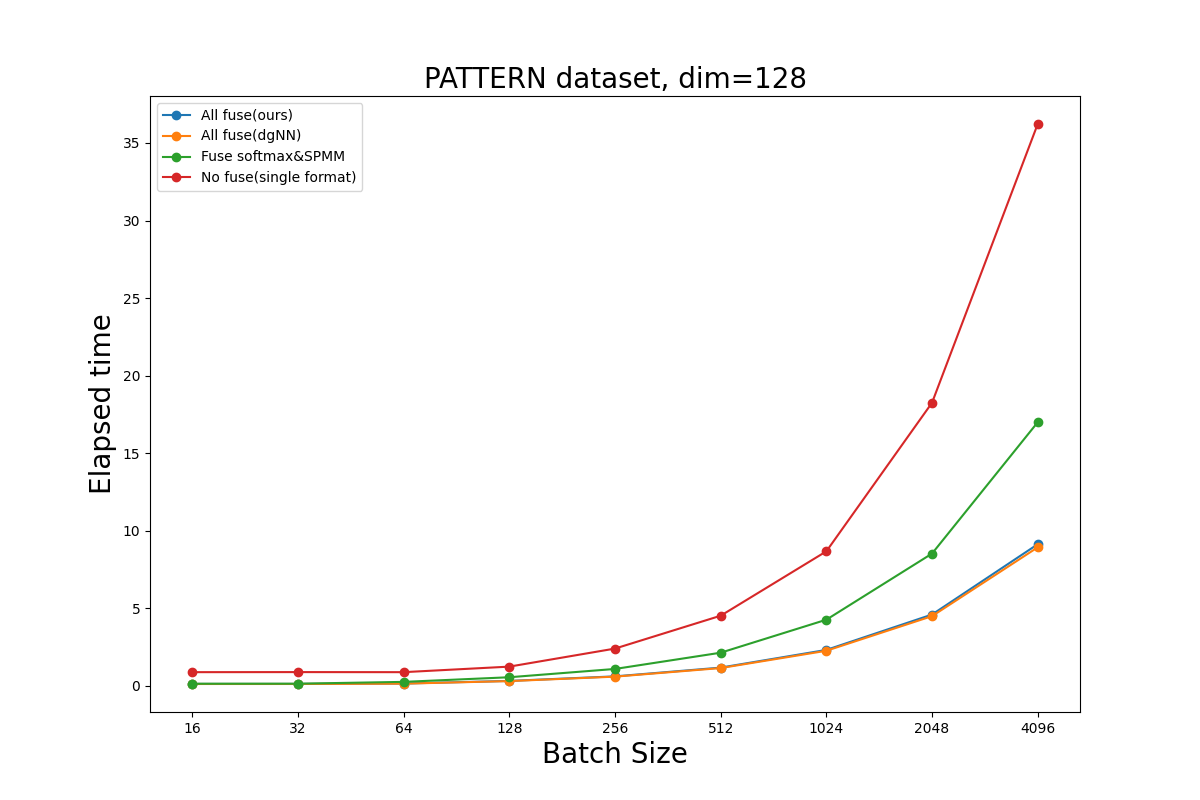 PATTERN dataset, dim=128
All fuse(ours)
All fuse(dgNN)
Fuse softmax&SPMM
No fuse(single format)
35
30
25
20
15
10
5
0
Elapsed time
16 32 64 128 256 512 1024 2048 4096
Batch Size